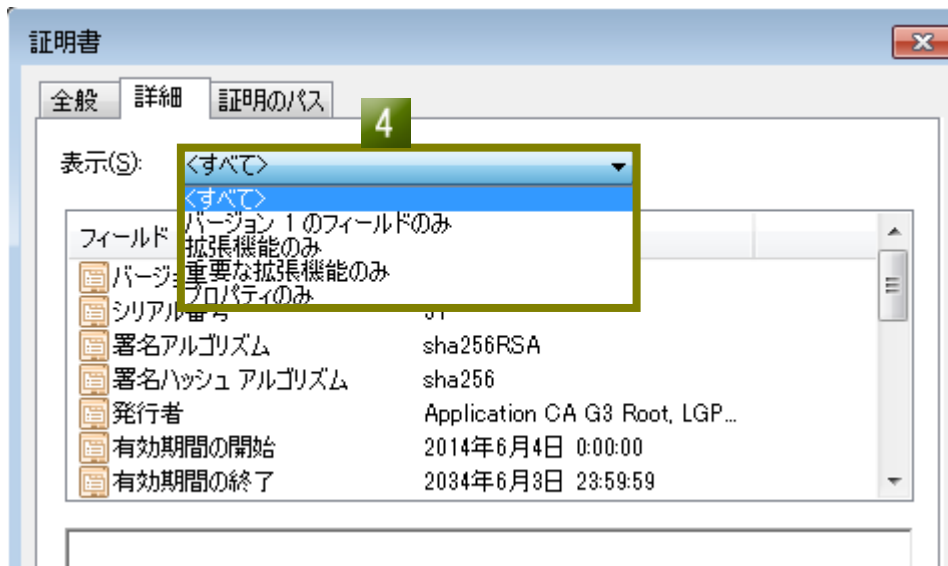 証明書
全般 詳細 証明のパス
4
表示(S): <すべて>
<すべて>
バージョン 1 のフィールドのみ
拡張機能のみ
重要な拡張機能のみ
プロパティのみ
フィールド
バージョ
シリアル番号
署名アルゴリズム sha256RSA
署名ハッシュ アルゴリズム sha256
発行者 Application CA G3 Root, LGP...
有効期間の開始 2014年6月4日 0:00:00
有効期間の終了 2034年6月3日 23:59:59